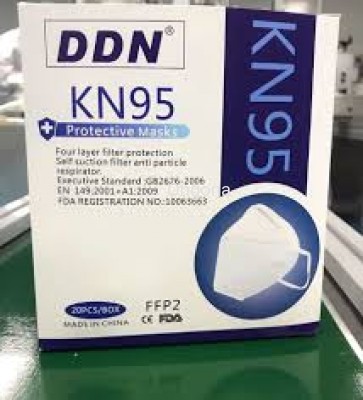 DDN®
KN95
Protective Masks
Four layer filter protection
Self suction filter anti particle
respirator.
Executive Standard :GB2676-2006
EN 149:2001+A1:2009
FDA REGISTRATION NO:10063663
20PCS/BOX
MADE IN CHINA
FFP2
CE FDA
KN95